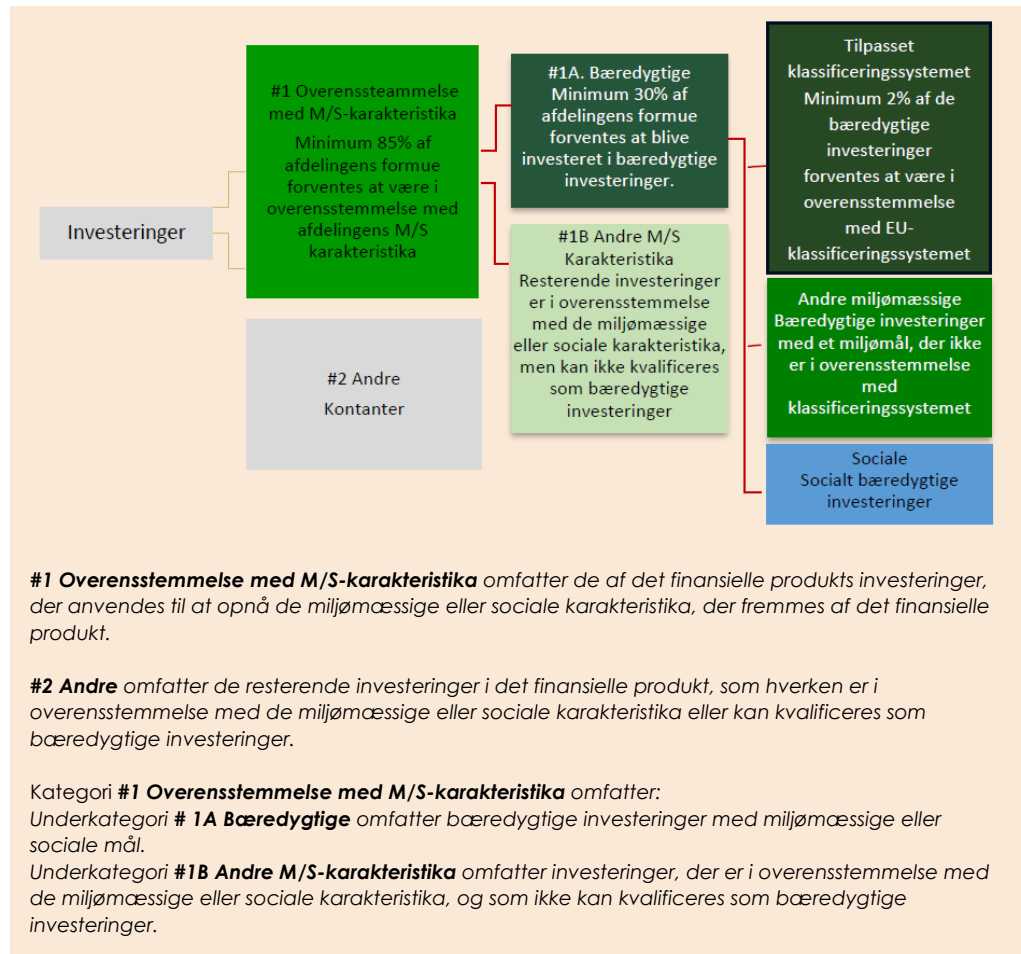 Investeringer
#1 Overenssteammelse
med M/S-karakteristika
Minimum 85% af
afdelingens formue
forventes at være i
overensstemmelse med
afdelingens M/S
karakteristika
#2 Andre
Kontanter
#1A. Bæredygtige
Minimum 30% af
afdelingens formue
forventes at blive
investeret i bæredygtige
investeringer.
#1B Andre M/S
Karakteristika
Resterende investeringer
er i overensstemmelse
med de miljømæssige
eller sociale karakteristika,
men kan ikke kvalificeres
som bæredygtige
investeringer
Tilpasset
klassificeringssystemet
Minimum 2% af de
bæredygtige
investeringer
forventes at være i
overensstemmelse
med EU-
klassificeringssystemet
Andre miljømæssige
Bæredygtige investeringer
med et miljømål, der ikke
er i overensstemmelse
med
klassificeringssystemet
Sociale
Socialt bæredygtige
investeringer
#1 Overensstemmelse med M/S-karakteristika omfatter de af det finansielle produkts investeringer,
der anvendes til at opnå de miljømæssige eller sociale karakteristika, der fremmes af det finansielle
produkt.
#2 Andre omfatter de resterende investeringer i det finansielle produkt, som hverken er i
overensstemmelse med de miljømæssige eller sociale karakteristika eller kan kvalificeres som
bæredygtige investeringer.
Kategori #1 Overensstemmelse med M/S-karakteristika omfatter:
Underkategori # 1A Bæredygtige omfatter bæredygtige investeringer med miljømæssige eller
sociale mål.
Underkategori #1B Andre M/S-karakteristika omfatter investeringer, der er i overensstemmelse med
de miljømæssige eller sociale karakteristika, og som ikke kan kvalificeres som bæredygtige
investeringer.